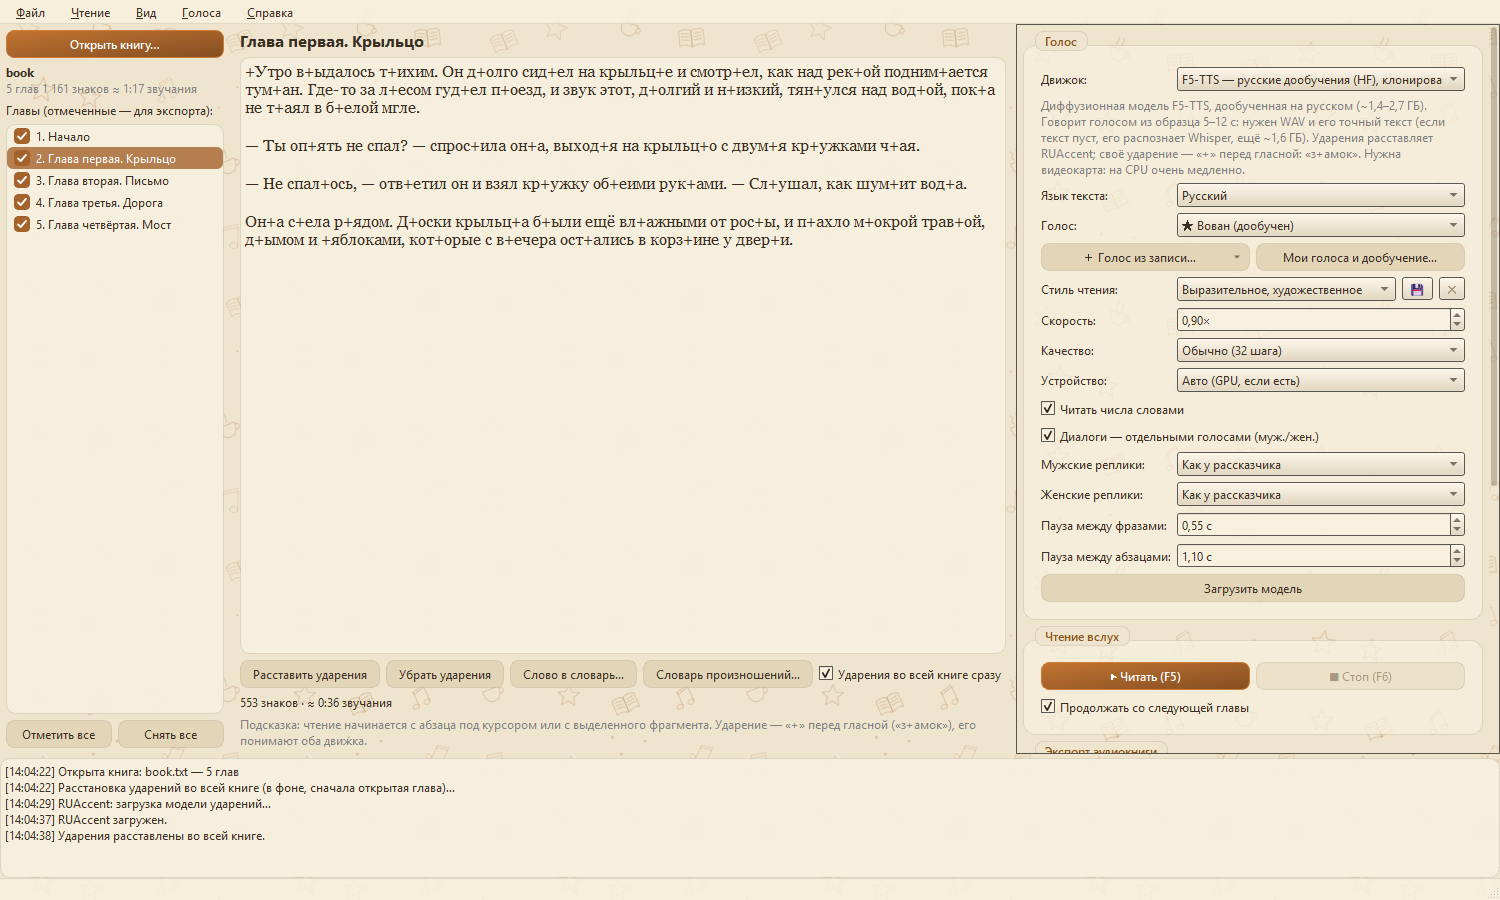 Файл Чтение Вид Голоса Справка
Открыть книгу...
book
5 глав 1 161 знаков ≈ 1:17 звучания
Главы (отмеченные — для экспорта):
1. Начало
2. Глава первая. Крыльцо
3. Глава вторая. Письмо
4. Глава третья. Дорога
5. Глава четвёртая. Мост
Отметить все Снять все
Глава первая. Крыльцо
+Утро в+ыдалось т+ихим. Он д+олго сид+ел на крыльц+е и смотр+ел, как над рек+ой подним+ается
тум+ан. Где-то за л+есом гуд+ел п+оезд, и звук этот, д+олгий и н+изкий, тян+улся над вод+ой, пок+а
не т+аял в б+елой мгле.
— Ты оп+ять не спал? — спрос+ила он+а, выход+я на крыльц+о с двум+я кр+ужками ч+ая.
— Не спал+ось, — отв+етил он и взял кр+ужку об+еими рук+ами. — Сл+ушал, как шум+ит вод+а.
Он+а с+ела р+ядом. Д+оски крыльц+а б+ыли ещё вл+ажными от рос+ы, и п+ахло м+окрой трав+ой,
д+ымом и +яблоками, кот+орые с в+ечера ост+ались в корз+ине у двер+и.
Расставить ударения Убрать ударения Слово в словарь... Словарь произношений... Ударения во всей книге сразу
553 знаков · ≈ 0:36 звучания
Подсказка: чтение начинается с абзаца под курсором или с выделенного фрагмента. Ударение — «+» перед гласной («з+амок»), его
понимают оба движка.
Голос
Движок: F5-TTS — русские дообучения (HF), клонирова
Диффузионная модель F5-TTS, дообученная на русском (~1,4–2,7 ГБ).
Говорит голосом из образца 5–12 с: нужен WAV и его точный текст (если
текст пуст, его распознает Whisper, ещё ~1,6 ГБ). Ударения расставляет
RUAccent; своё ударение — «+» перед гласной: «з+амок». Нужна
видеокарта: на CPU очень медленно.
Язык текста: Русский
Голос: ★ Вован (дообучен)
+ Голос из записи... Мои голоса и дообучение...
Стиль чтения: Выразительное, художественное
Скорость: 0,90×
Качество: Обычно (32 шага)
Устройство: Авто (GPU, если есть)
Читать числа словами
Диалоги — отдельными голосами (муж./жен.)
Мужские реплики: Как у рассказчика
Женские реплики: Как у рассказчика
Пауза между фразами: 0,55 с
Пауза между абзацами: 1,10 с
Загрузить модель
Чтение вслух
Читать (F5) Стоп (F6)
Продолжать со следующей главы
Экспорт аудиокниги
[14:04:22] Открыта книга: book.txt — 5 глав
[14:04:22] Расстановка ударений во всей книге (в фоне, сначала открытая глава)...
[14:04:29] RUAccent: загрузка модели ударений...
[14:04:37] RUAccent загружен.
[14:04:38] Ударения расставлены во всей книге.